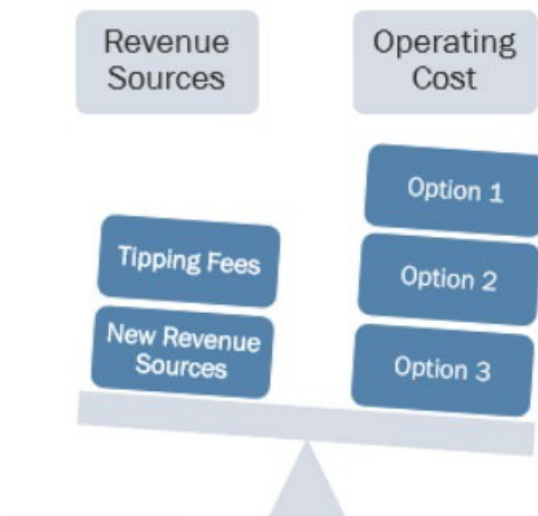 Revenue
Sources
Operating
Cost
Option 1
Tipping Fees
Option 2
New Revenue
Sources
Option 3